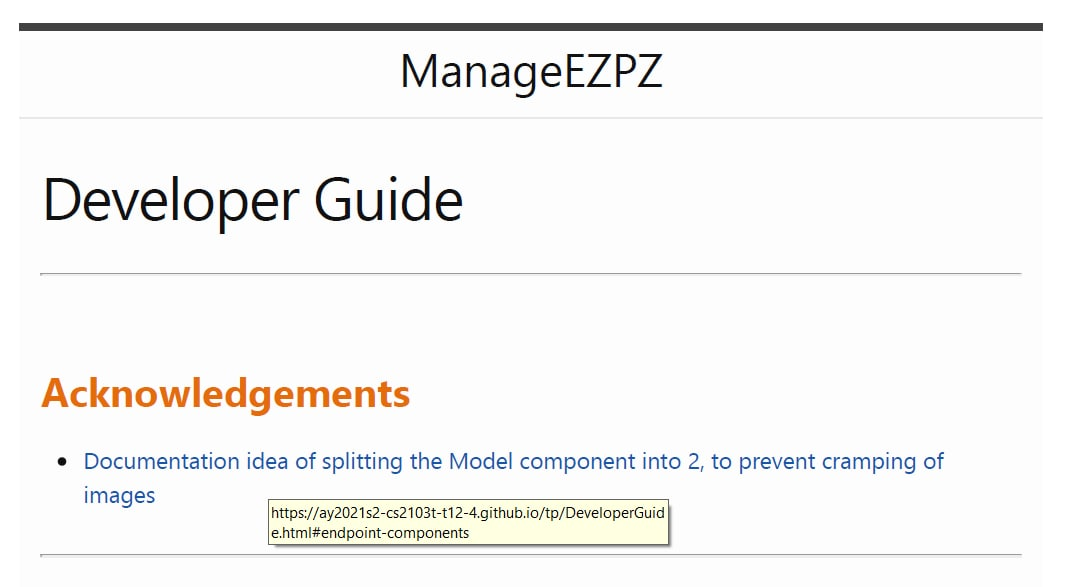 ManageEZPZ
Developer Guide
Acknowledgements
• Documentation idea of splitting the Model component into 2, to prevent cramping of
images
https://ay2021s2-cs2103t-t12-4.github.io/tp/DeveloperGuid
e.html#endpoint-components